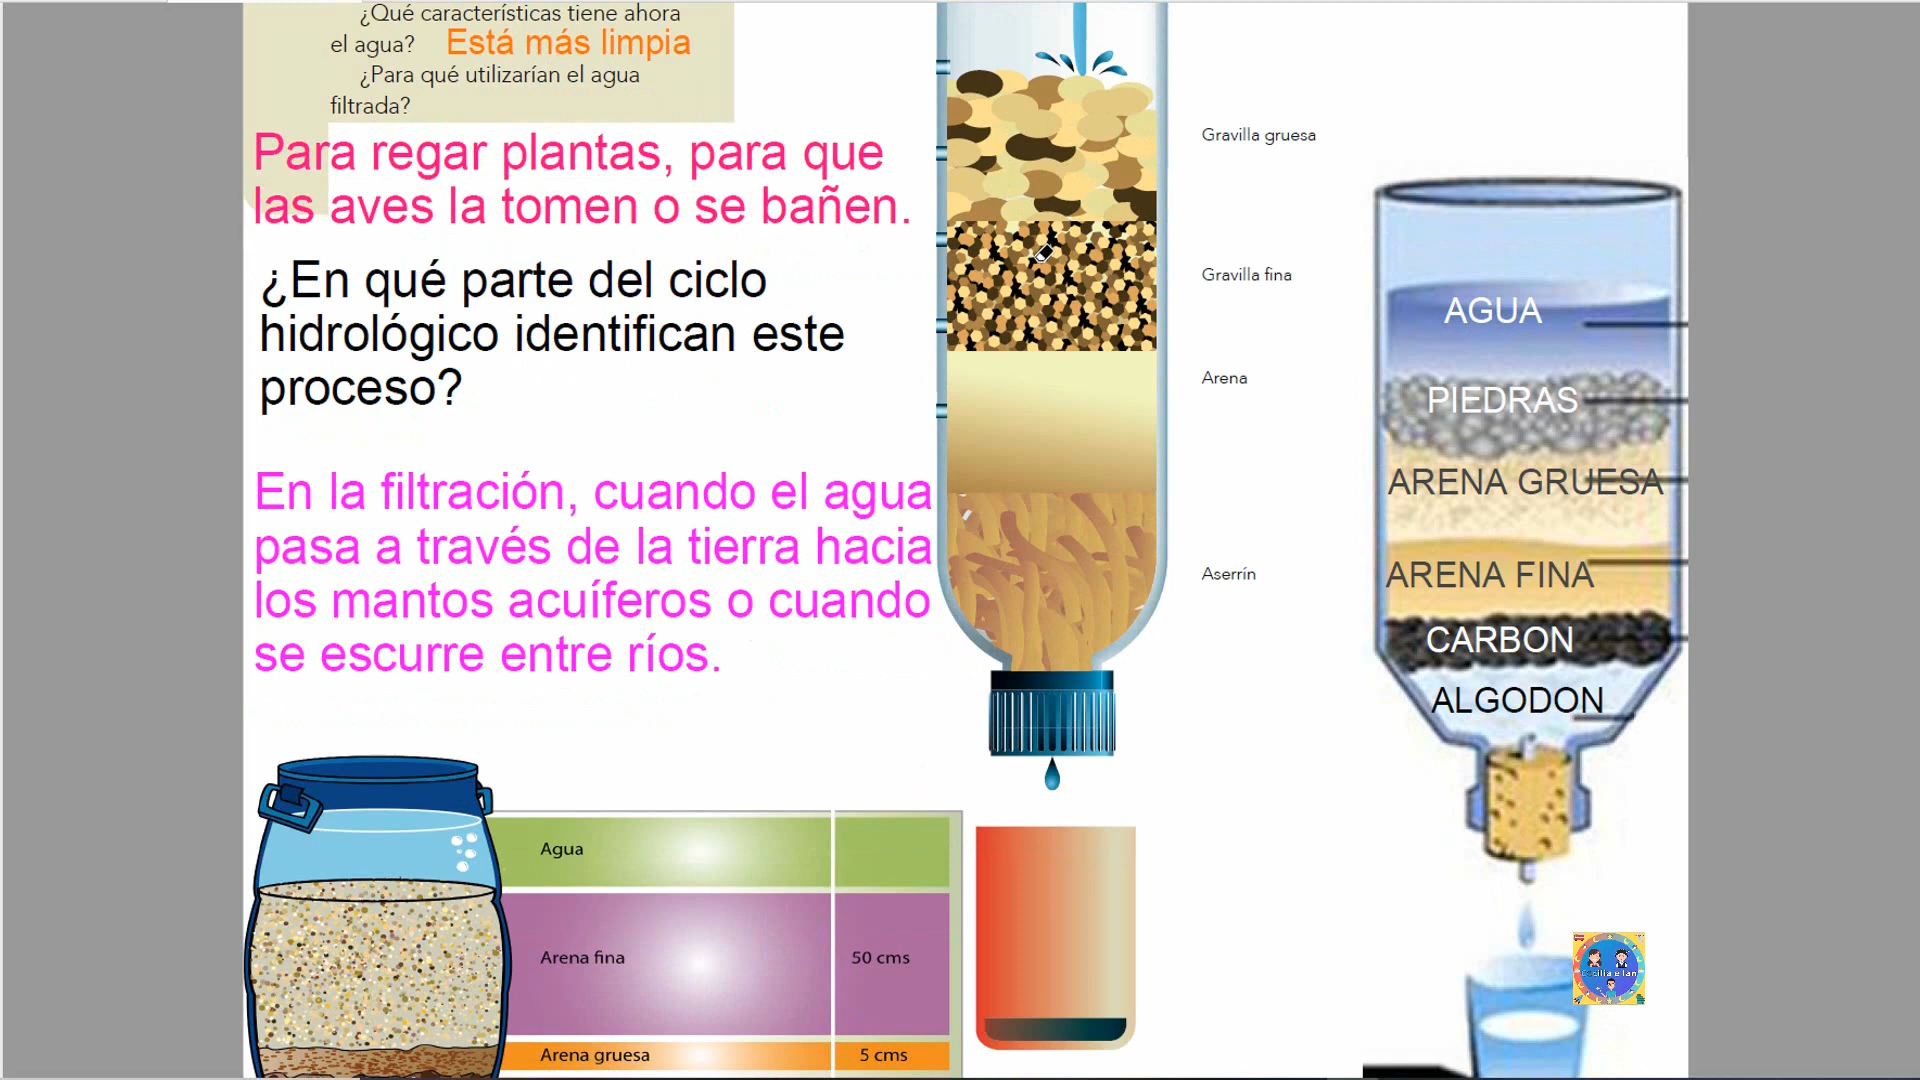 ¿Qué características tiene ahora
el agua? Está más limpia
¿Para qué utilizarían el agua
filtrada?
Para regar plantas, para que
las aves la tomen o se bañen.
¿En qué parte del ciclo
hidrológico identifican este
proceso?
En la filtración, cuando el agua
pasa a través de la tierra hacia
los mantos acuíferos o cuando
se escurre entre ríos.
Gravilla gruesa
Gravilla fina
Arena
Aserrín
AGUA
PIEDRAS
ARENA GRUESA
ARENA FINA
CARBON
ALGODON
Agua
Arena fina 50 cms
Arena gruesa 5 cms
Cecilia e Ian